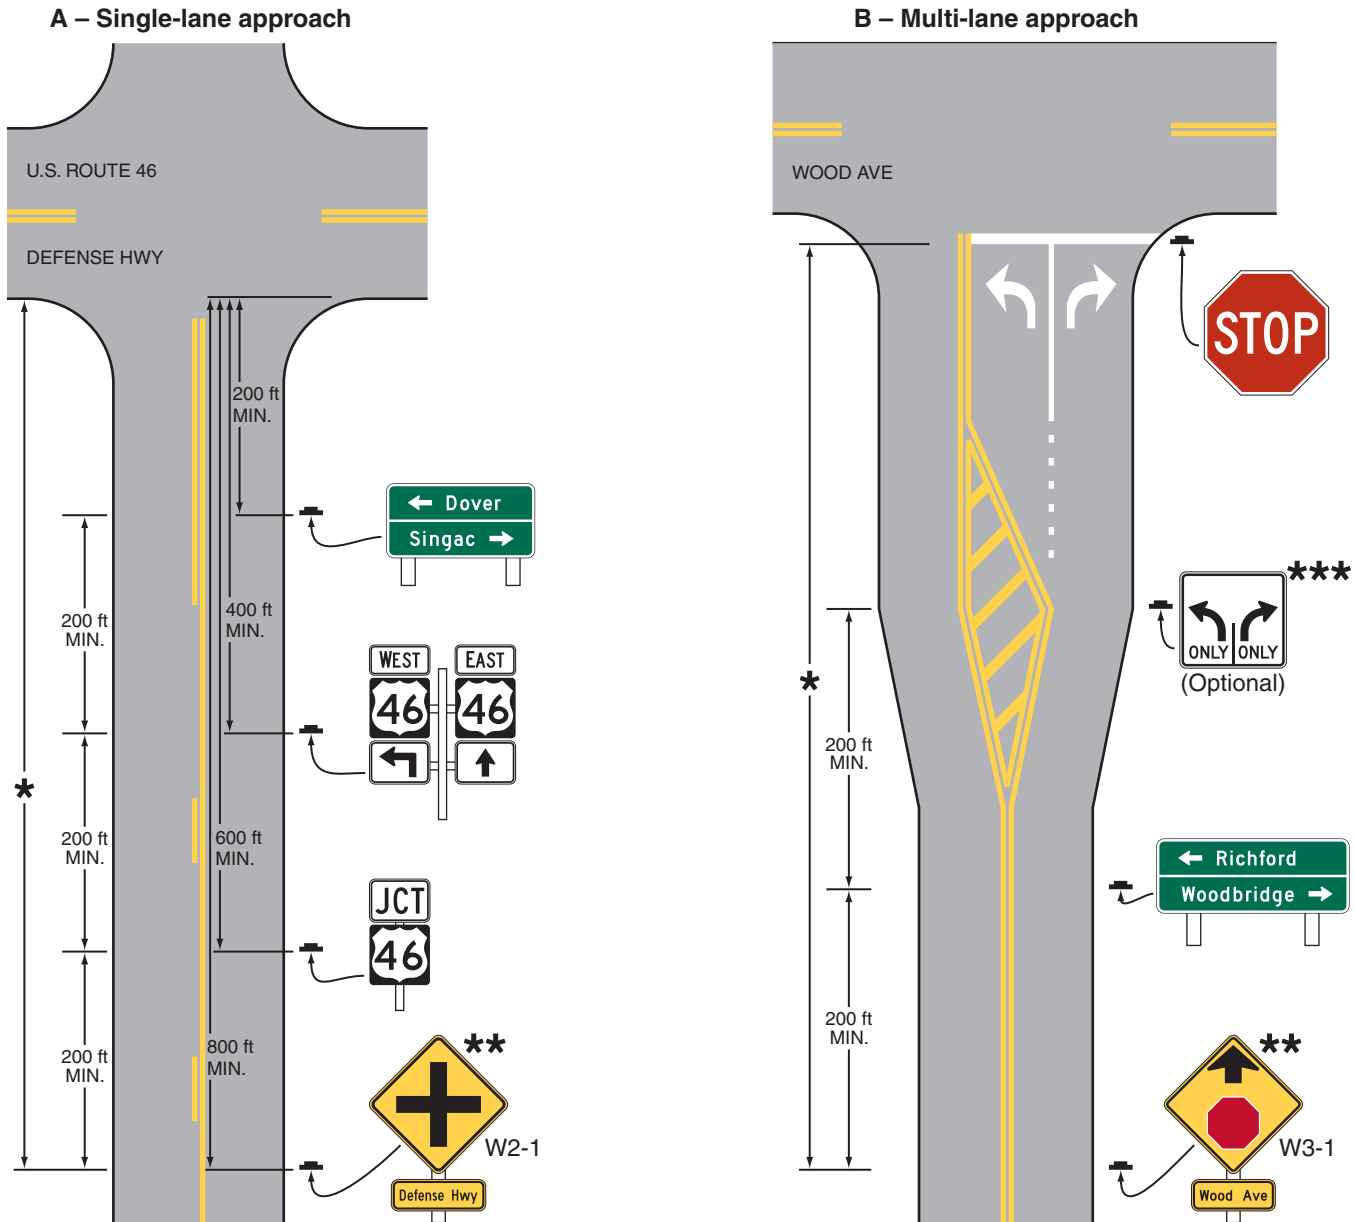 A – Single-lane approach
U.S. ROUTE 46
DEFENSE HWY
200 ft
MIN.
← Dover
Singac →
200 ft
MIN.
400 ft
MIN.
WEST
EAST
46
46
*
200 ft
MIN.
600 ft
MIN.
JCT
46
200 ft
MIN.
800 ft
MIN.
**
W2-1
Defense Hwy
B – Multi-lane approach
WOOD AVE
STOP
***
ONLY
ONLY
(Optional)
*
200 ft
MIN.
← Richford
Woodbridge →
200 ft
MIN.
**
W3-1
Wood Ave